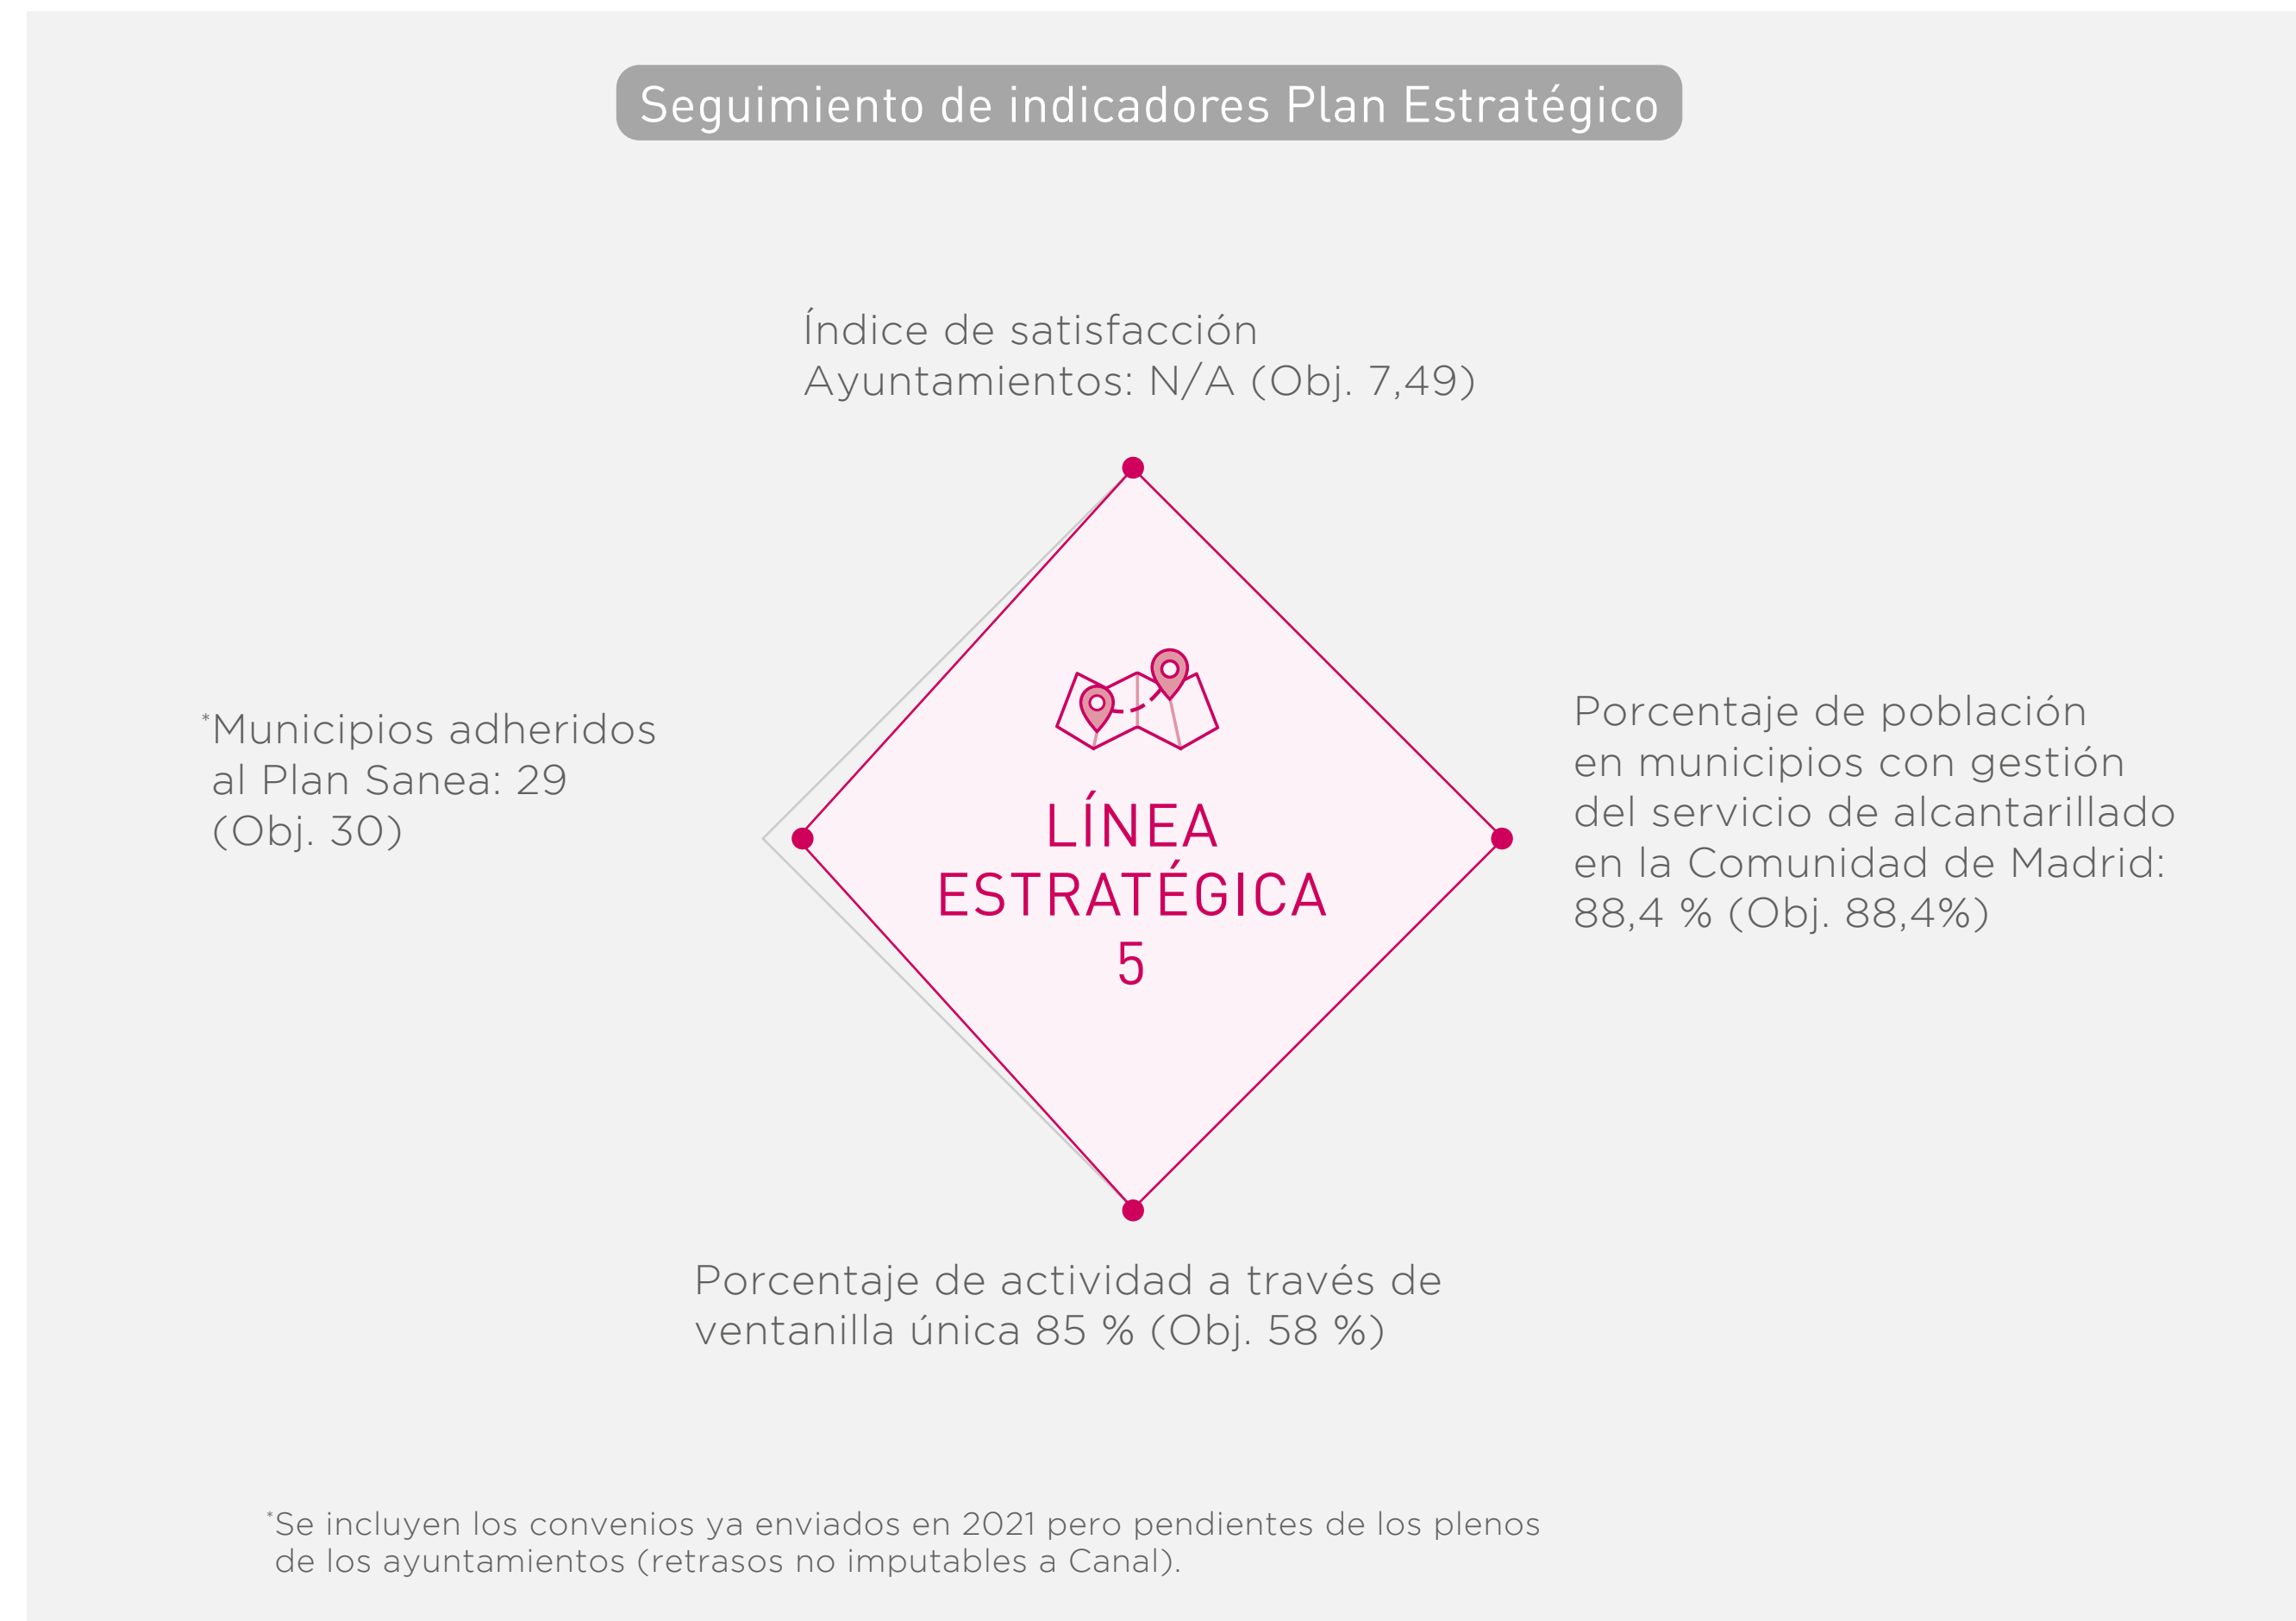 Seguimiento de indicadores Plan Estratégico
Índice de satisfacción
Ayuntamientos: N/A (Obj. 7,49)
*Municipios adheridos
al Plan Sanea: 29
(Obj. 30)
LÍNEA
ESTRATÉGICA
5
Porcentaje de población
en municipios con gestión
del servicio de alcantarillado
en la Comunidad de Madrid:
88,4 % (Obj. 88,4%)
Porcentaje de actividad a través de
ventanilla única 85 % (Obj. 58 %)
*Se incluyen los convenios ya enviados en 2021 pero pendientes de los plenos
de los ayuntamientos (retrasos no imputables a Canal).